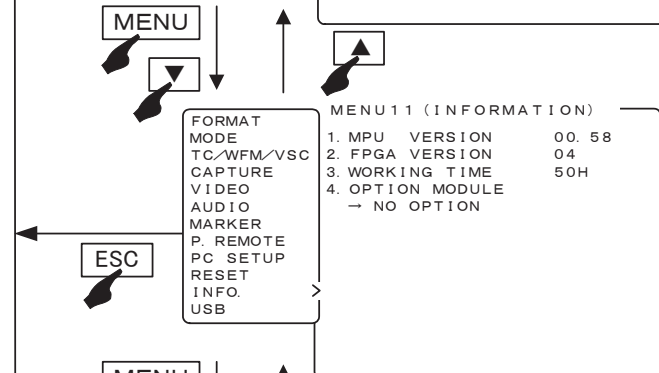 MENU
▲
▼
MENU11 (INFORMATION)
FORMAT
MODE
TC/WFM/VSC
CAPTURE
VIDEO
AUDIO
MARKER
P. REMOTE
PC SETUP
RESET
INFO. >
USB
1. MPU VERSION 00. 58
2. FPGA VERSION 04
3. WORKING TIME 50H
4. OPTION MODULE
→ NO OPTION
ESC
MENU